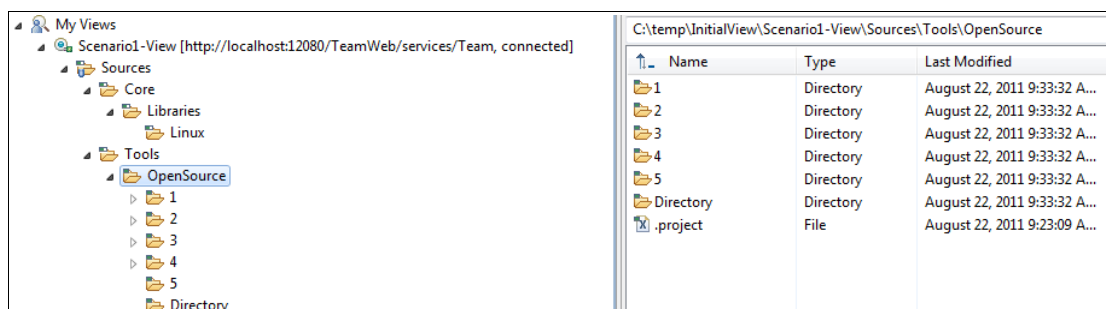 My Views
Scenario1-View [http://localhost:12080/TeamWeb/services/Team, connected]
Sources
Core
Libraries
Linux
Tools
OpenSource
1
2
3
4
5
Directory
C:\temp\InitialView\Scenario1-View\Sources\Tools\OpenSource
Name Type Last Modified
1 Directory August 22, 2011 9:33:32 A...
2 Directory August 22, 2011 9:33:32 A...
3 Directory August 22, 2011 9:33:32 A...
4 Directory August 22, 2011 9:33:32 A...
5 Directory August 22, 2011 9:33:32 A...
Directory Directory August 22, 2011 9:33:32 A...
.project File August 22, 2011 9:23:09 A...